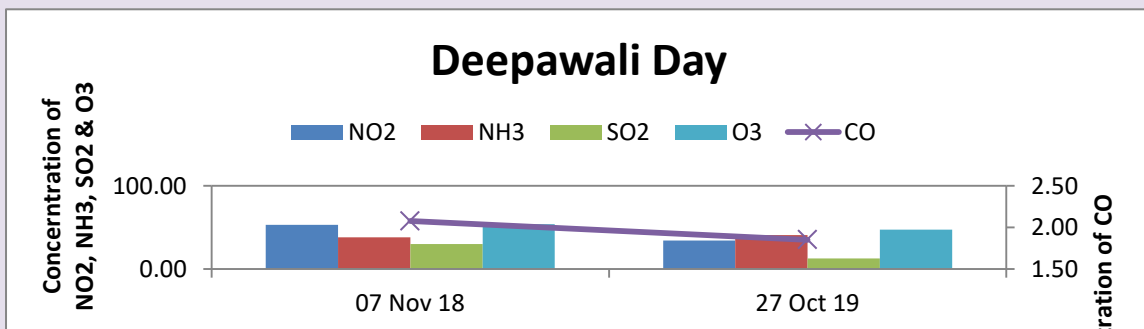 Deepawali Day
Concerntration of
NO2, NH3, SO2 & O3
NO2 NH3 SO2 O3 CO
100.00
0.00
2.50
2.00
1.50
07 Nov 18 27 Oct 19
of CO